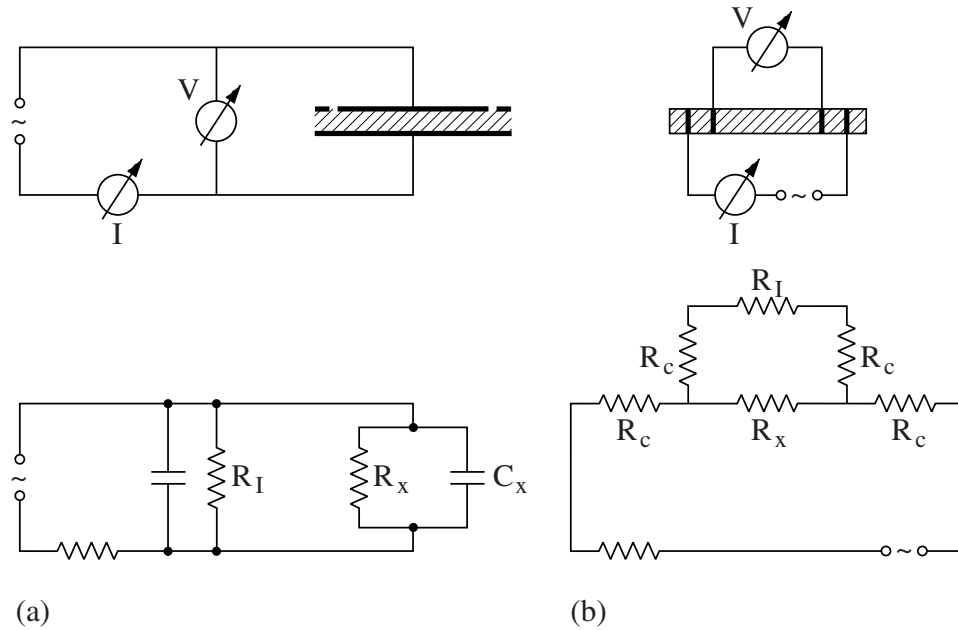 V
V
~
I
I
~
R_I
R_c
R_c
R_c
R_x
R_c
~
R_I
R_x
C_x
~
(a)
(b)